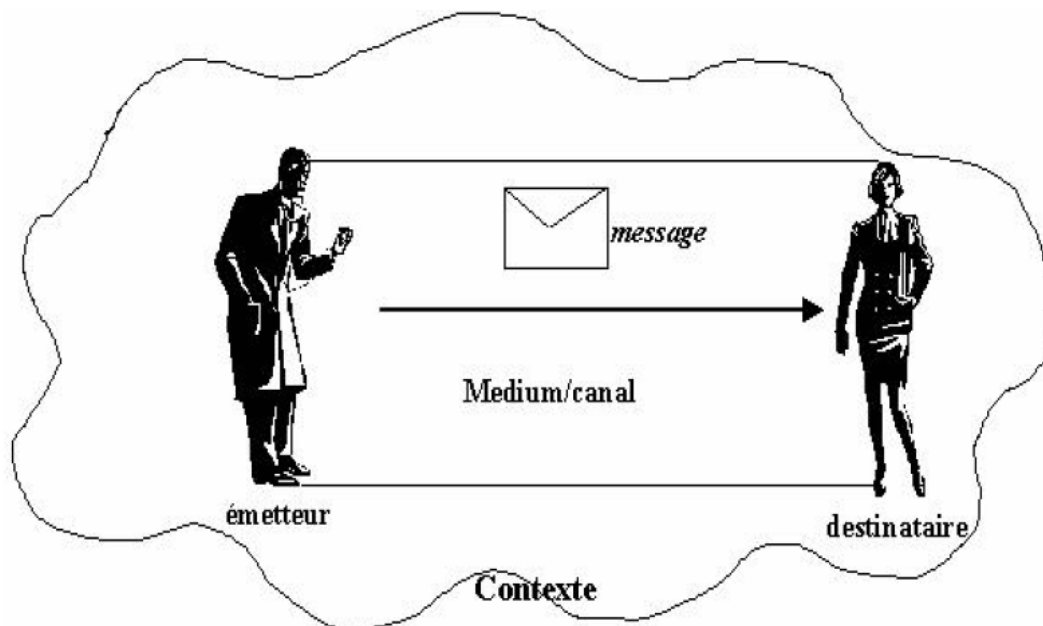 message
Medium/canal
émetteur
destinataire
Contexte